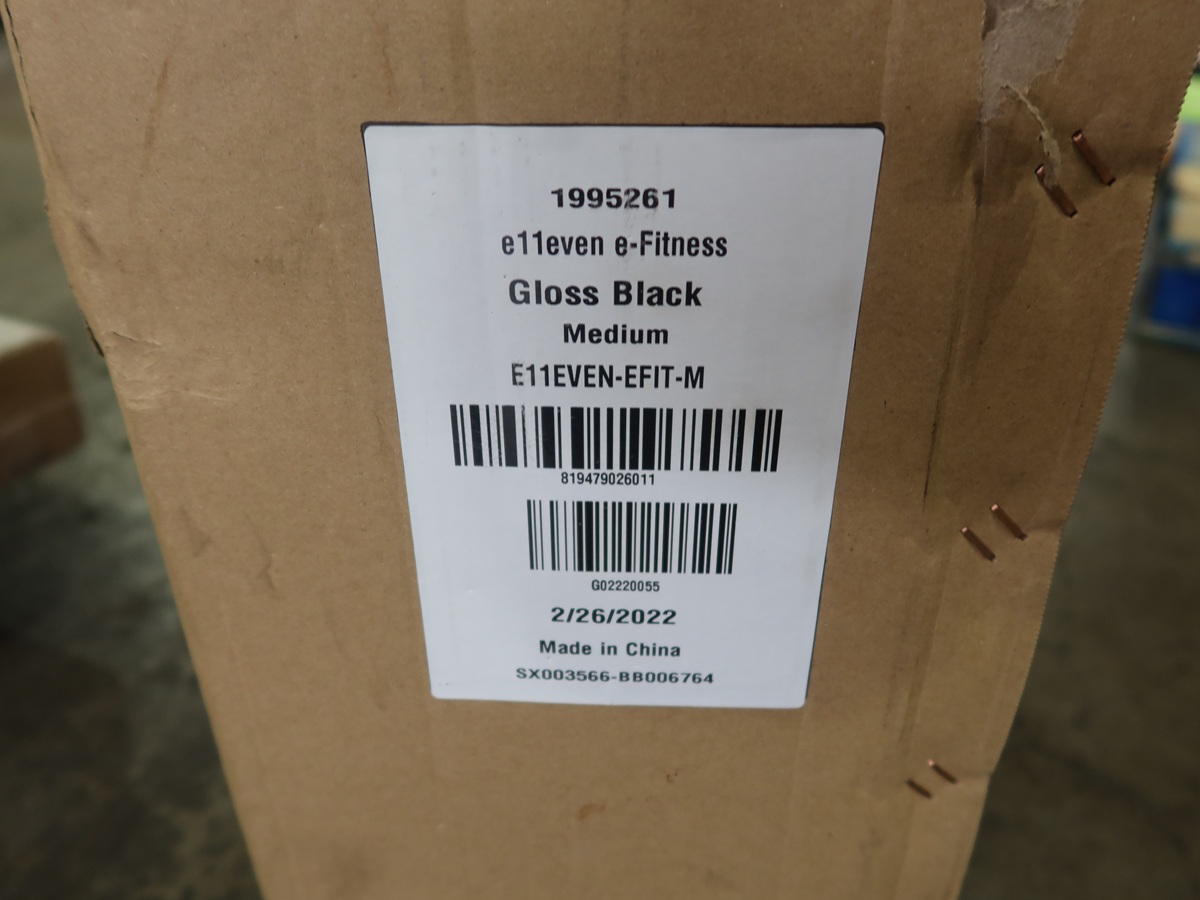 1995261
e11even e-Fitness
Gloss Black
Medium
E11EVEN-EFIT-M
819479026011
G02220055
2/26/2022
Made in China
SX003566-BB006764